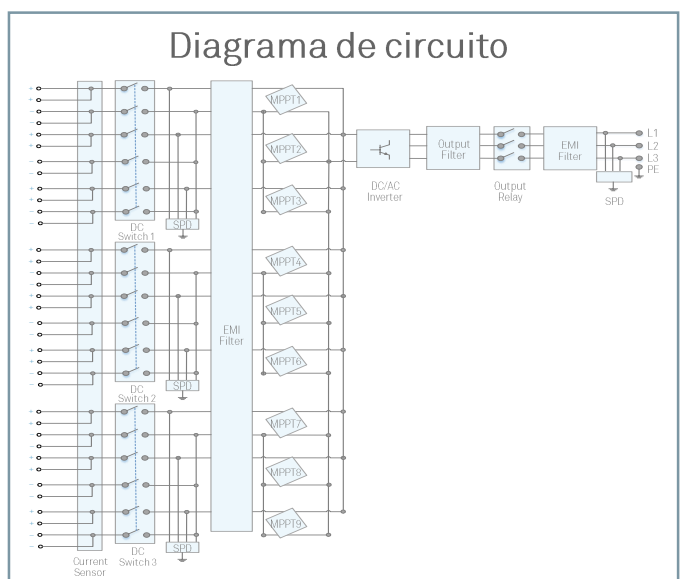 Diagrama de circuito
MPPT1
MPPT2
MPPT3
SPD
DC
Switch 1
MPPT4
MPPT5
MPPT6
EMI
Filter
SPD
DC
Switch 2
MPPT7
MPPT8
MPPT9
SPD
DC
Switch 3
Current
Sensor
DC/AC
Inverter
Output
Filter
Output
Relay
EMI
Filter
L1
L2
L3
PE
SPD